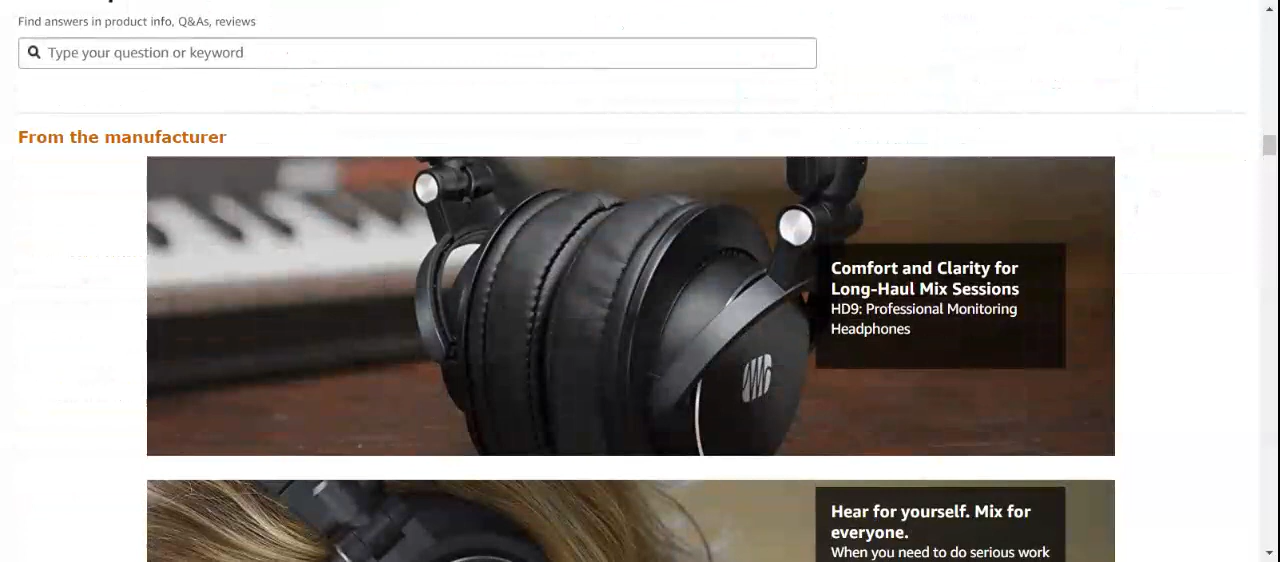 Find answers in product info, Q&As, reviews
Type your question or keyword
From the manufacturer
Comfort and Clarity for
Long-Haul Mix Sessions
HD9: Professional Monitoring
Headphones
Hear for yourself. Mix for
everyone.
When you need to do serious work